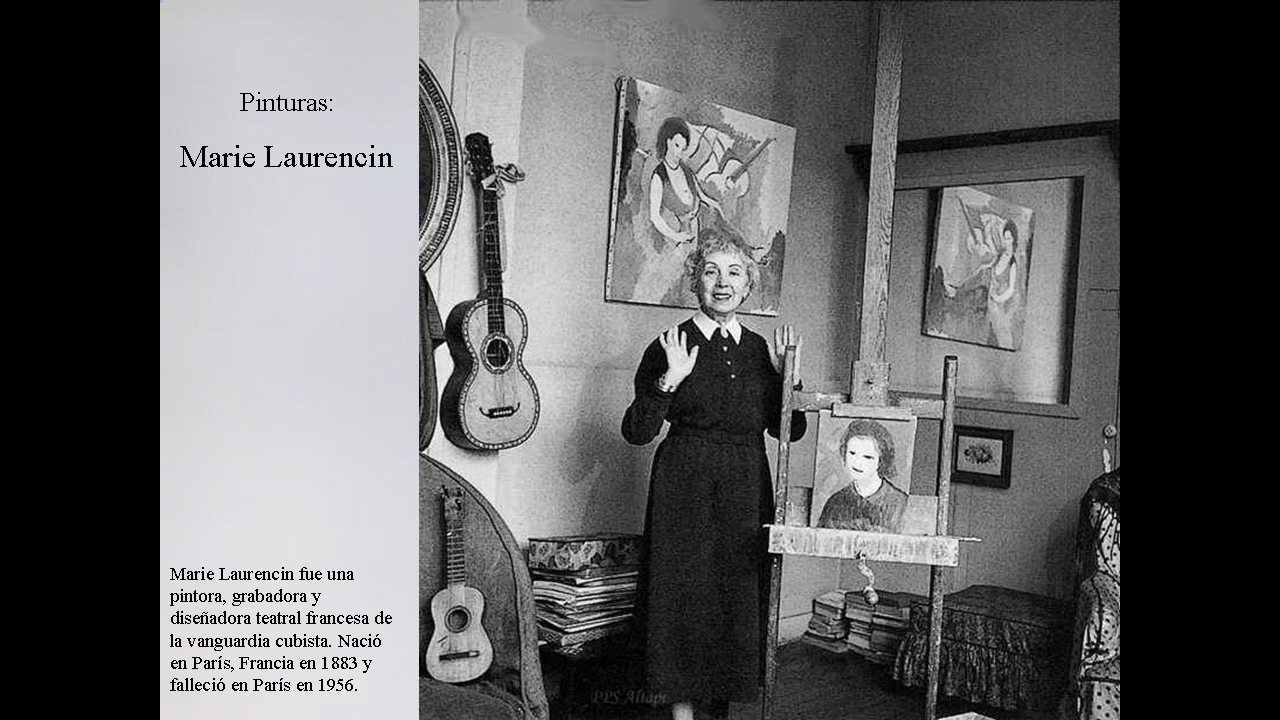 Pinturas:
Marie Laurencin
Marie Laurencin fue una
pintora, grabadora y
diseñadora teatral francesa de
la vanguardia cubista. Nació
en París, Francia en 1883 y
falleció en París en 1956.
PPS Altapi